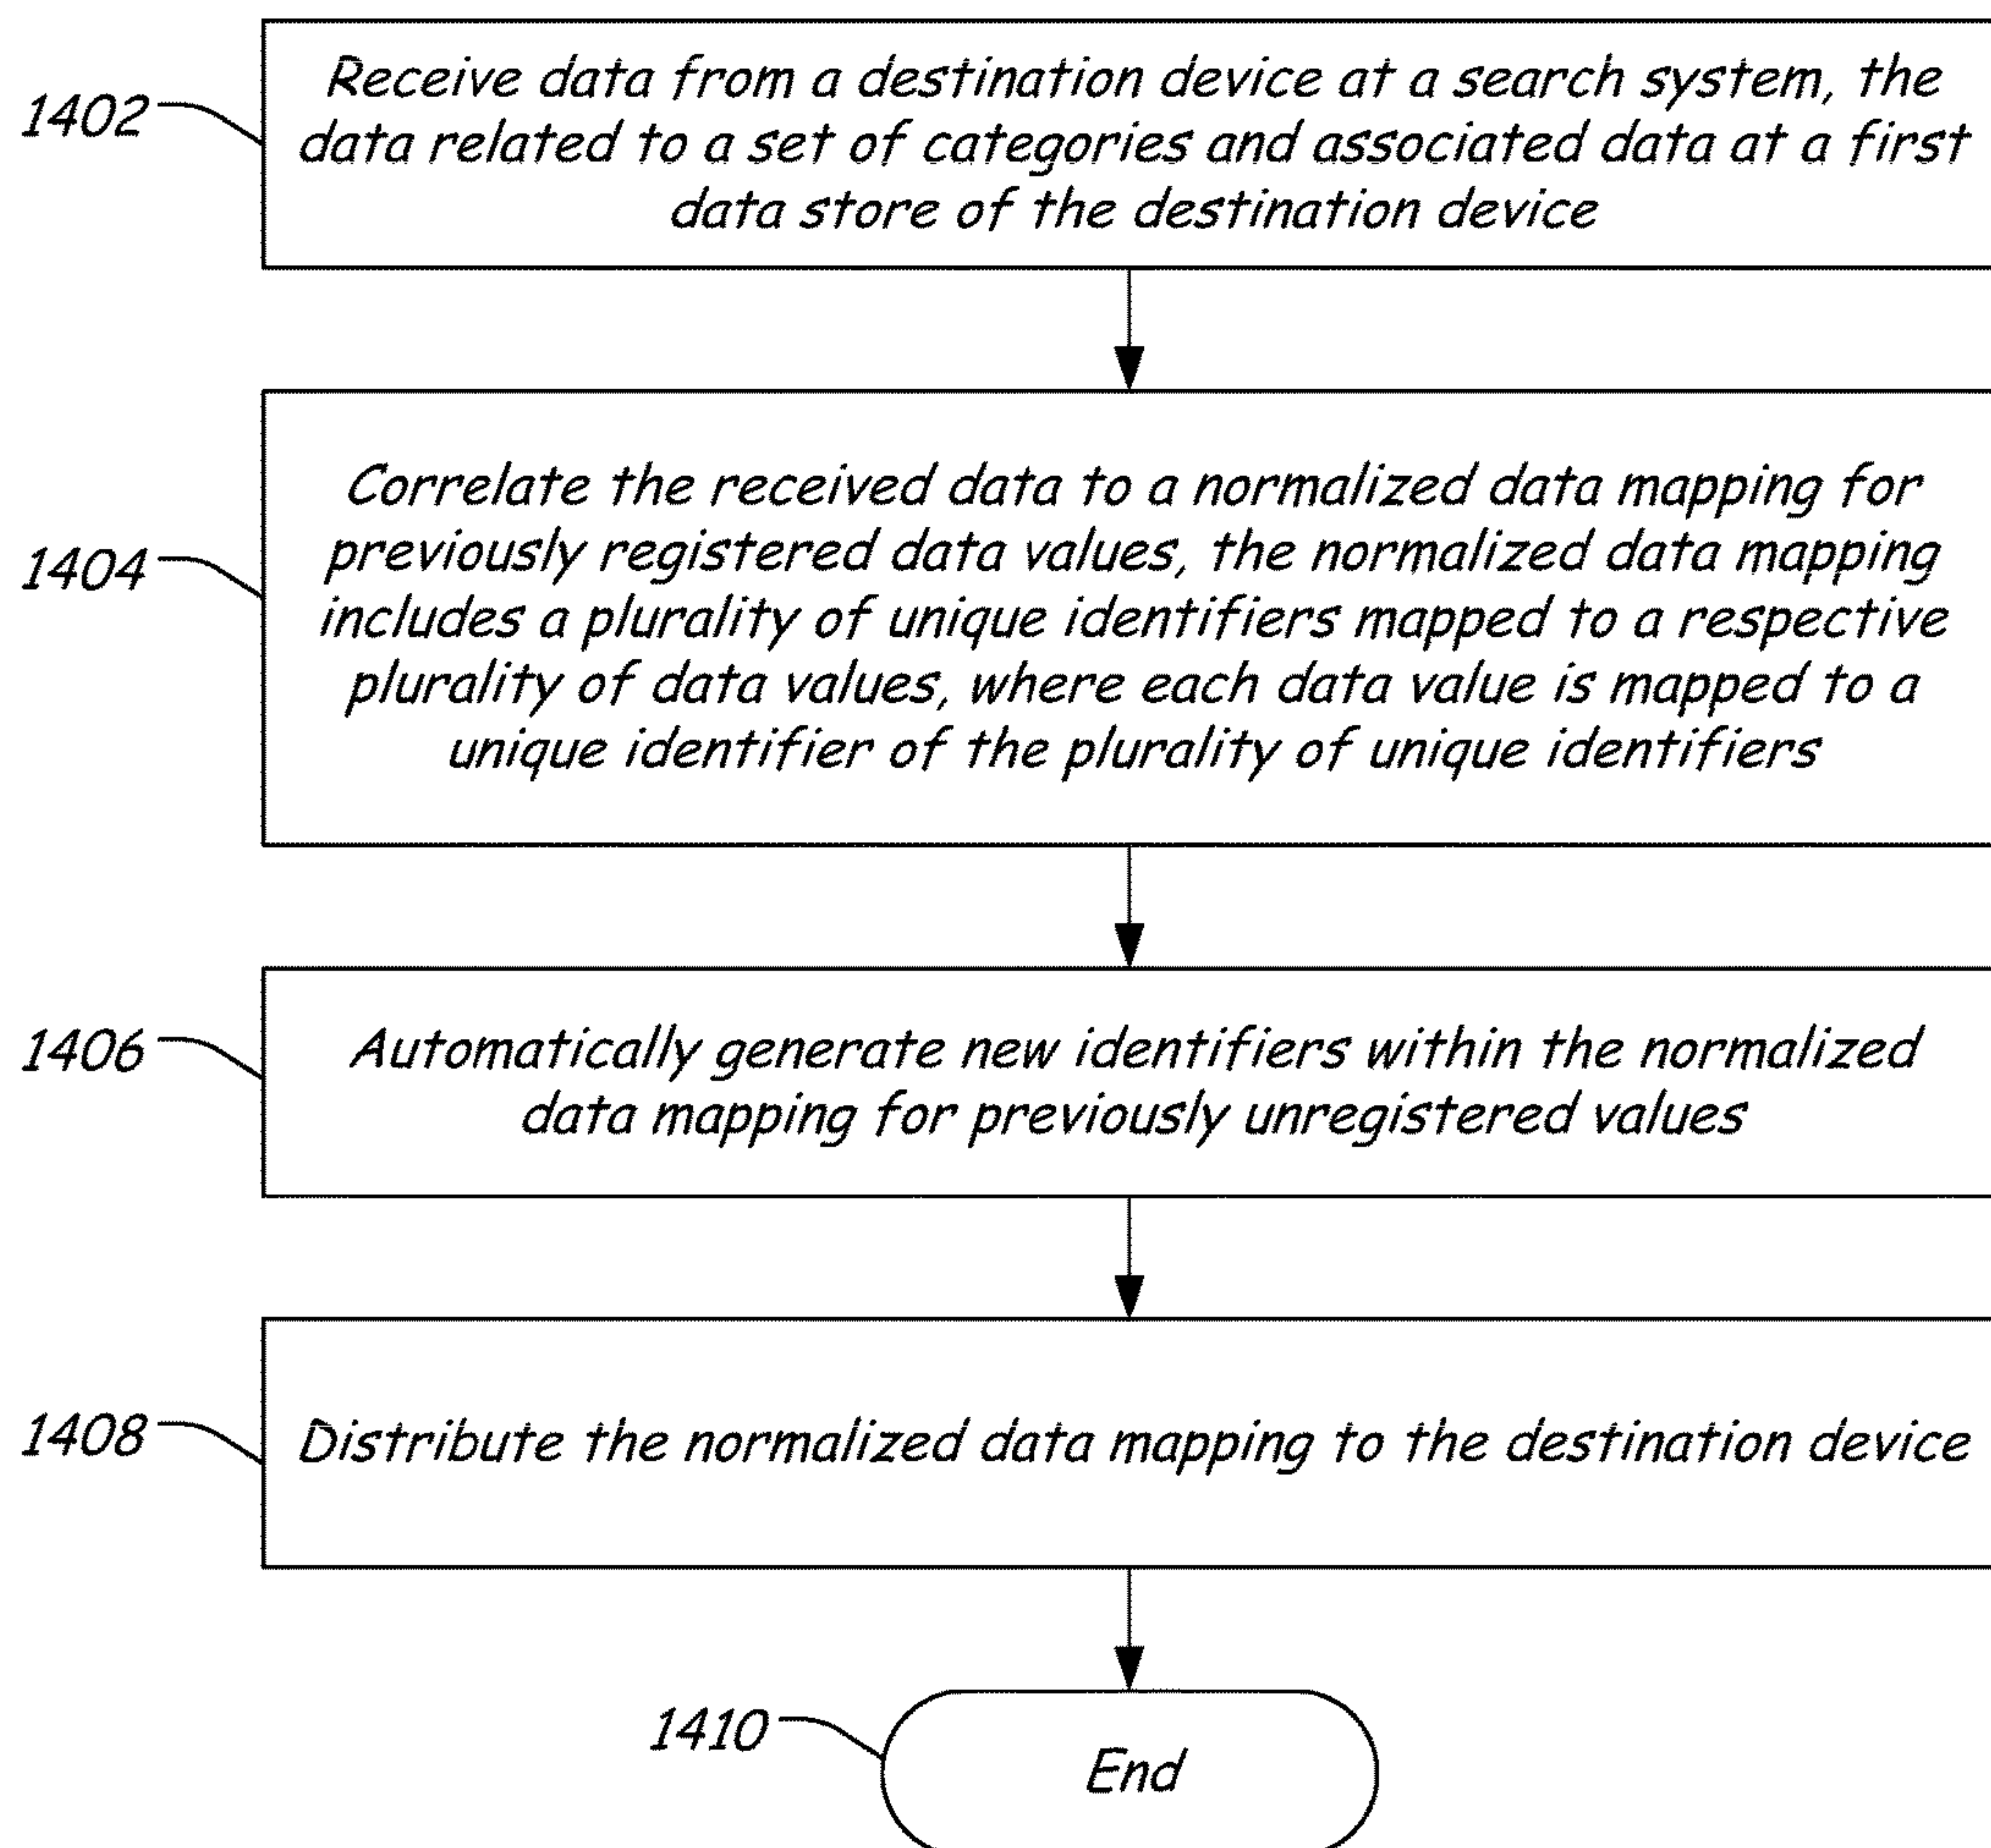 1402
Receive data from a destination device at a search system, the
data related to a set of categories and associated data at a first
data store of the destination device
1404
Correlate the received data to a normalized data mapping for
previously registered data values, the normalized data mapping
includes a plurality of unique identifiers mapped to a respective
plurality of data values, where each data value is mapped to a
unique identifier of the plurality of unique identifiers
1406
Automatically generate new identifiers within the normalized
data mapping for previously unregistered values
1408
Distribute the normalized data mapping to the destination device
1410
End